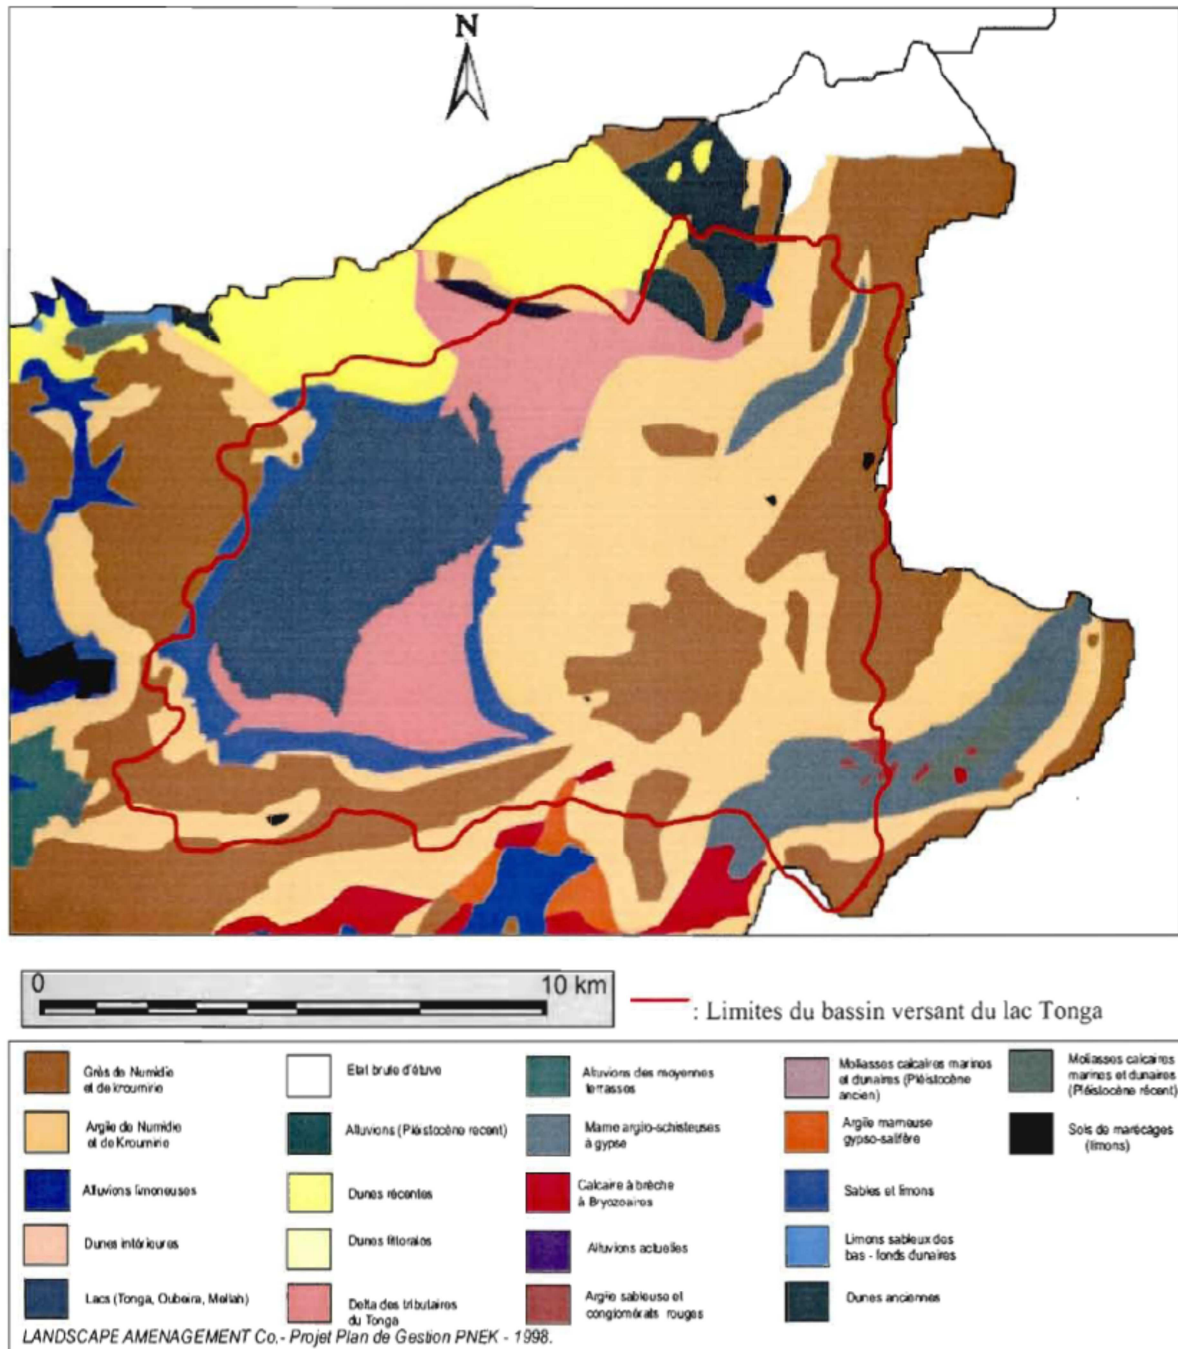 N
0 10 km
: Limites du bassin versant du lac Tonga
Grès de Numidie
et de kroumirie
Etat brute d'étuve
Alluvions des moyennes
terrasses
Mollasses calcaires marinos
et dunaires (Pléistocène
ancien)
Mollasses calcaires
marines et dunaires
(Pléistocène récent)
Argile de Numidie
et de Kroumirie
Alluvions (Pléistocène recent)
Marne argilo-schisteuses
à gypse
Argile marneuse
gypso-salifère
Sols de marécages
(limons)
Alluvions limoneuses
Dunes récentes
Calcaire à brèche
à Bryozoaires
Sables et limons
Dunes intérieures
Dunes littorales
Alluvions actuelles
Limons sableux des
bas - fonds dunaires
Lacs (Tonga, Oubeira, Mellah)
Delta des tributaires
du Tonga
Argile sableuse et
conglomérats rouges
Dunes anciennes
LANDSCAPE AMENAGEMENT Co.- Projet Plan de Gestion PNEK - 1998.